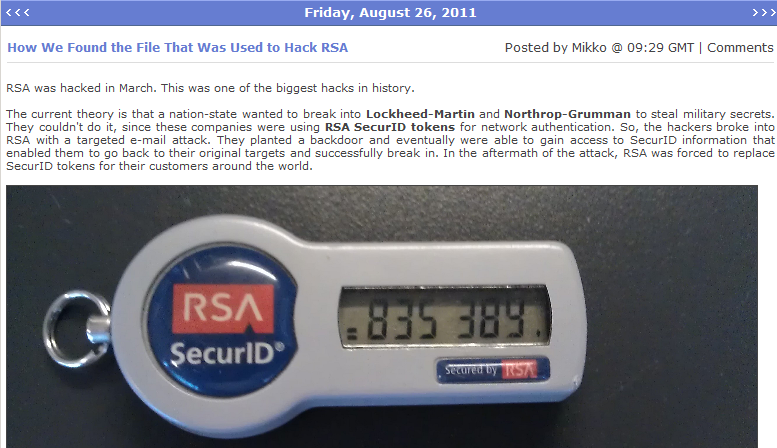 <<< Friday, August 26, 2011 >>>
How We Found the File That Was Used to Hack RSA Posted by Mikko @ 09:29 GMT | Comments
RSA was hacked in March. This was one of the biggest hacks in history.
The current theory is that a nation-state wanted to break into Lockheed-Martin and Northrop-Grumman to steal military secrets.
They couldn't do it, since these companies were using RSA SecurID tokens for network authentication. So, the hackers broke into
RSA with a targeted e-mail attack. They planted a backdoor and eventually were able to gain access to SecurID information that
enabled them to go back to their original targets and successfully break in. In the aftermath of the attack, RSA was forced to replace
SecurID tokens for their customers around the world.
RSA
SecurID®
835 389
Secured by RSA